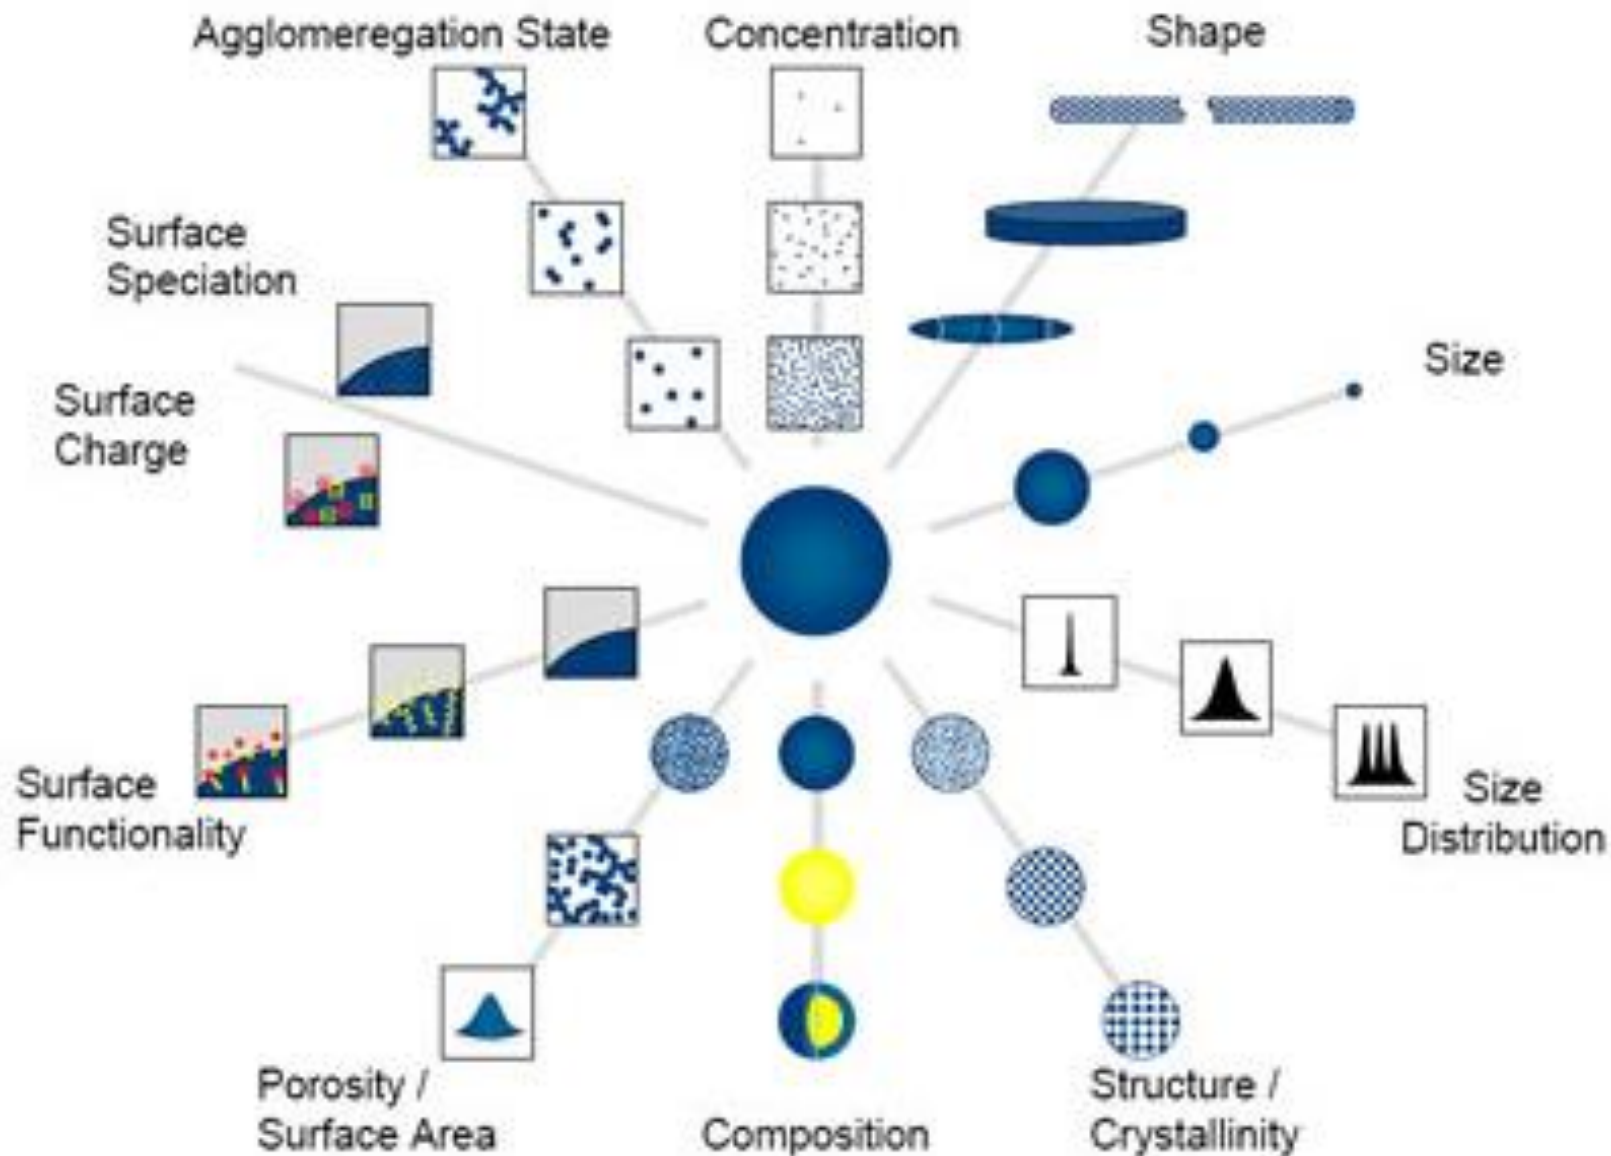 Agglomeregation State
Concentration
Shape
Surface
Speciation
Size
Surface
Charge
Surface
Functionality
Size
Distribution
Porosity /
Surface Area
Composition
Structure /
Crystallinity